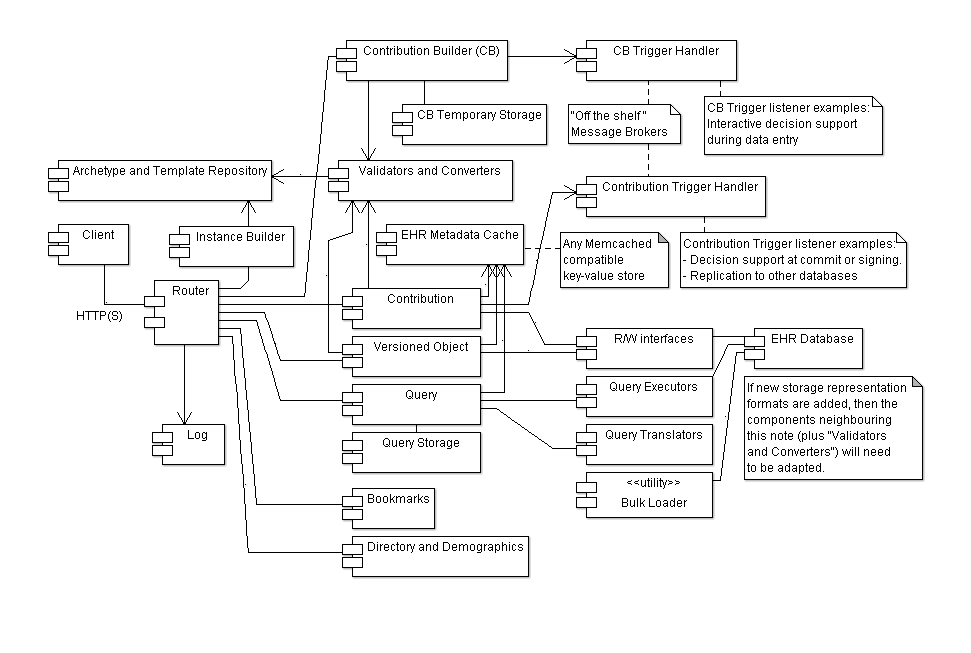 Contribution Builder (CB)
CB Trigger Handler
CB Temporary Storage
"Off the shelf"
Message Brokers
CB Trigger listener examples:
Interactive decision support
during data entry
Archetype and Template Repository
Validators and Converters
Contribution Trigger Handler
Client
Instance Builder
EHR Metadata Cache
Any Memcached
compatible
key-value store
Contribution Trigger listener examples:
- Decision support at commit or signing.
- Replication to other databases
Router
HTTP(S)
Contribution
Versioned Object
R/W interfaces
EHR Database
Query
Query Executors
If new storage representation
formats are added, then the
components neighbouring
this note (plus "Validators
and Converters") will need
to be adapted.
Log
Query Storage
Query Translators
<<utility>>
Bulk Loader
Bookmarks
Directory and Demographics